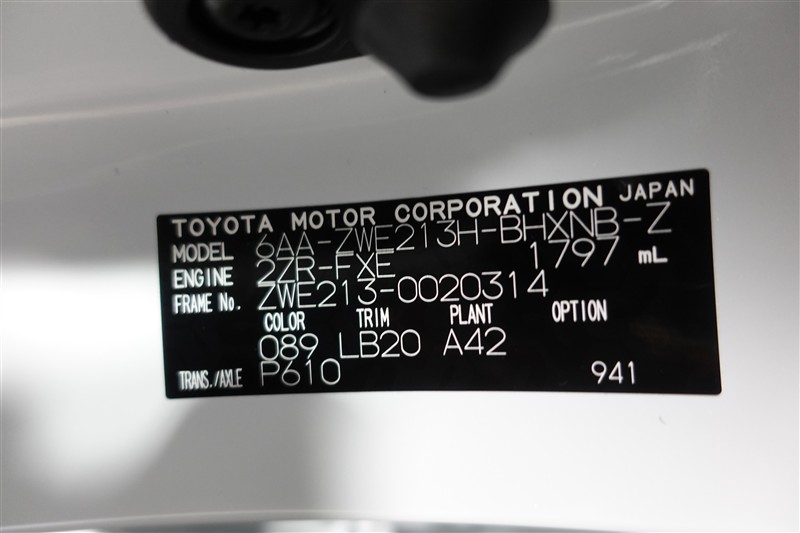 TOYOTA MOTOR CORPORATION JAPAN
MODEL 6AA-ZWE213H-BHXNB-Z
ENGINE 2ZR-FXE 1797 mL
FRAME No. ZWE213-0020314
COLOR TRIM PLANT OPTION
089 LB20 A42
TRANS./AXLE P610 941